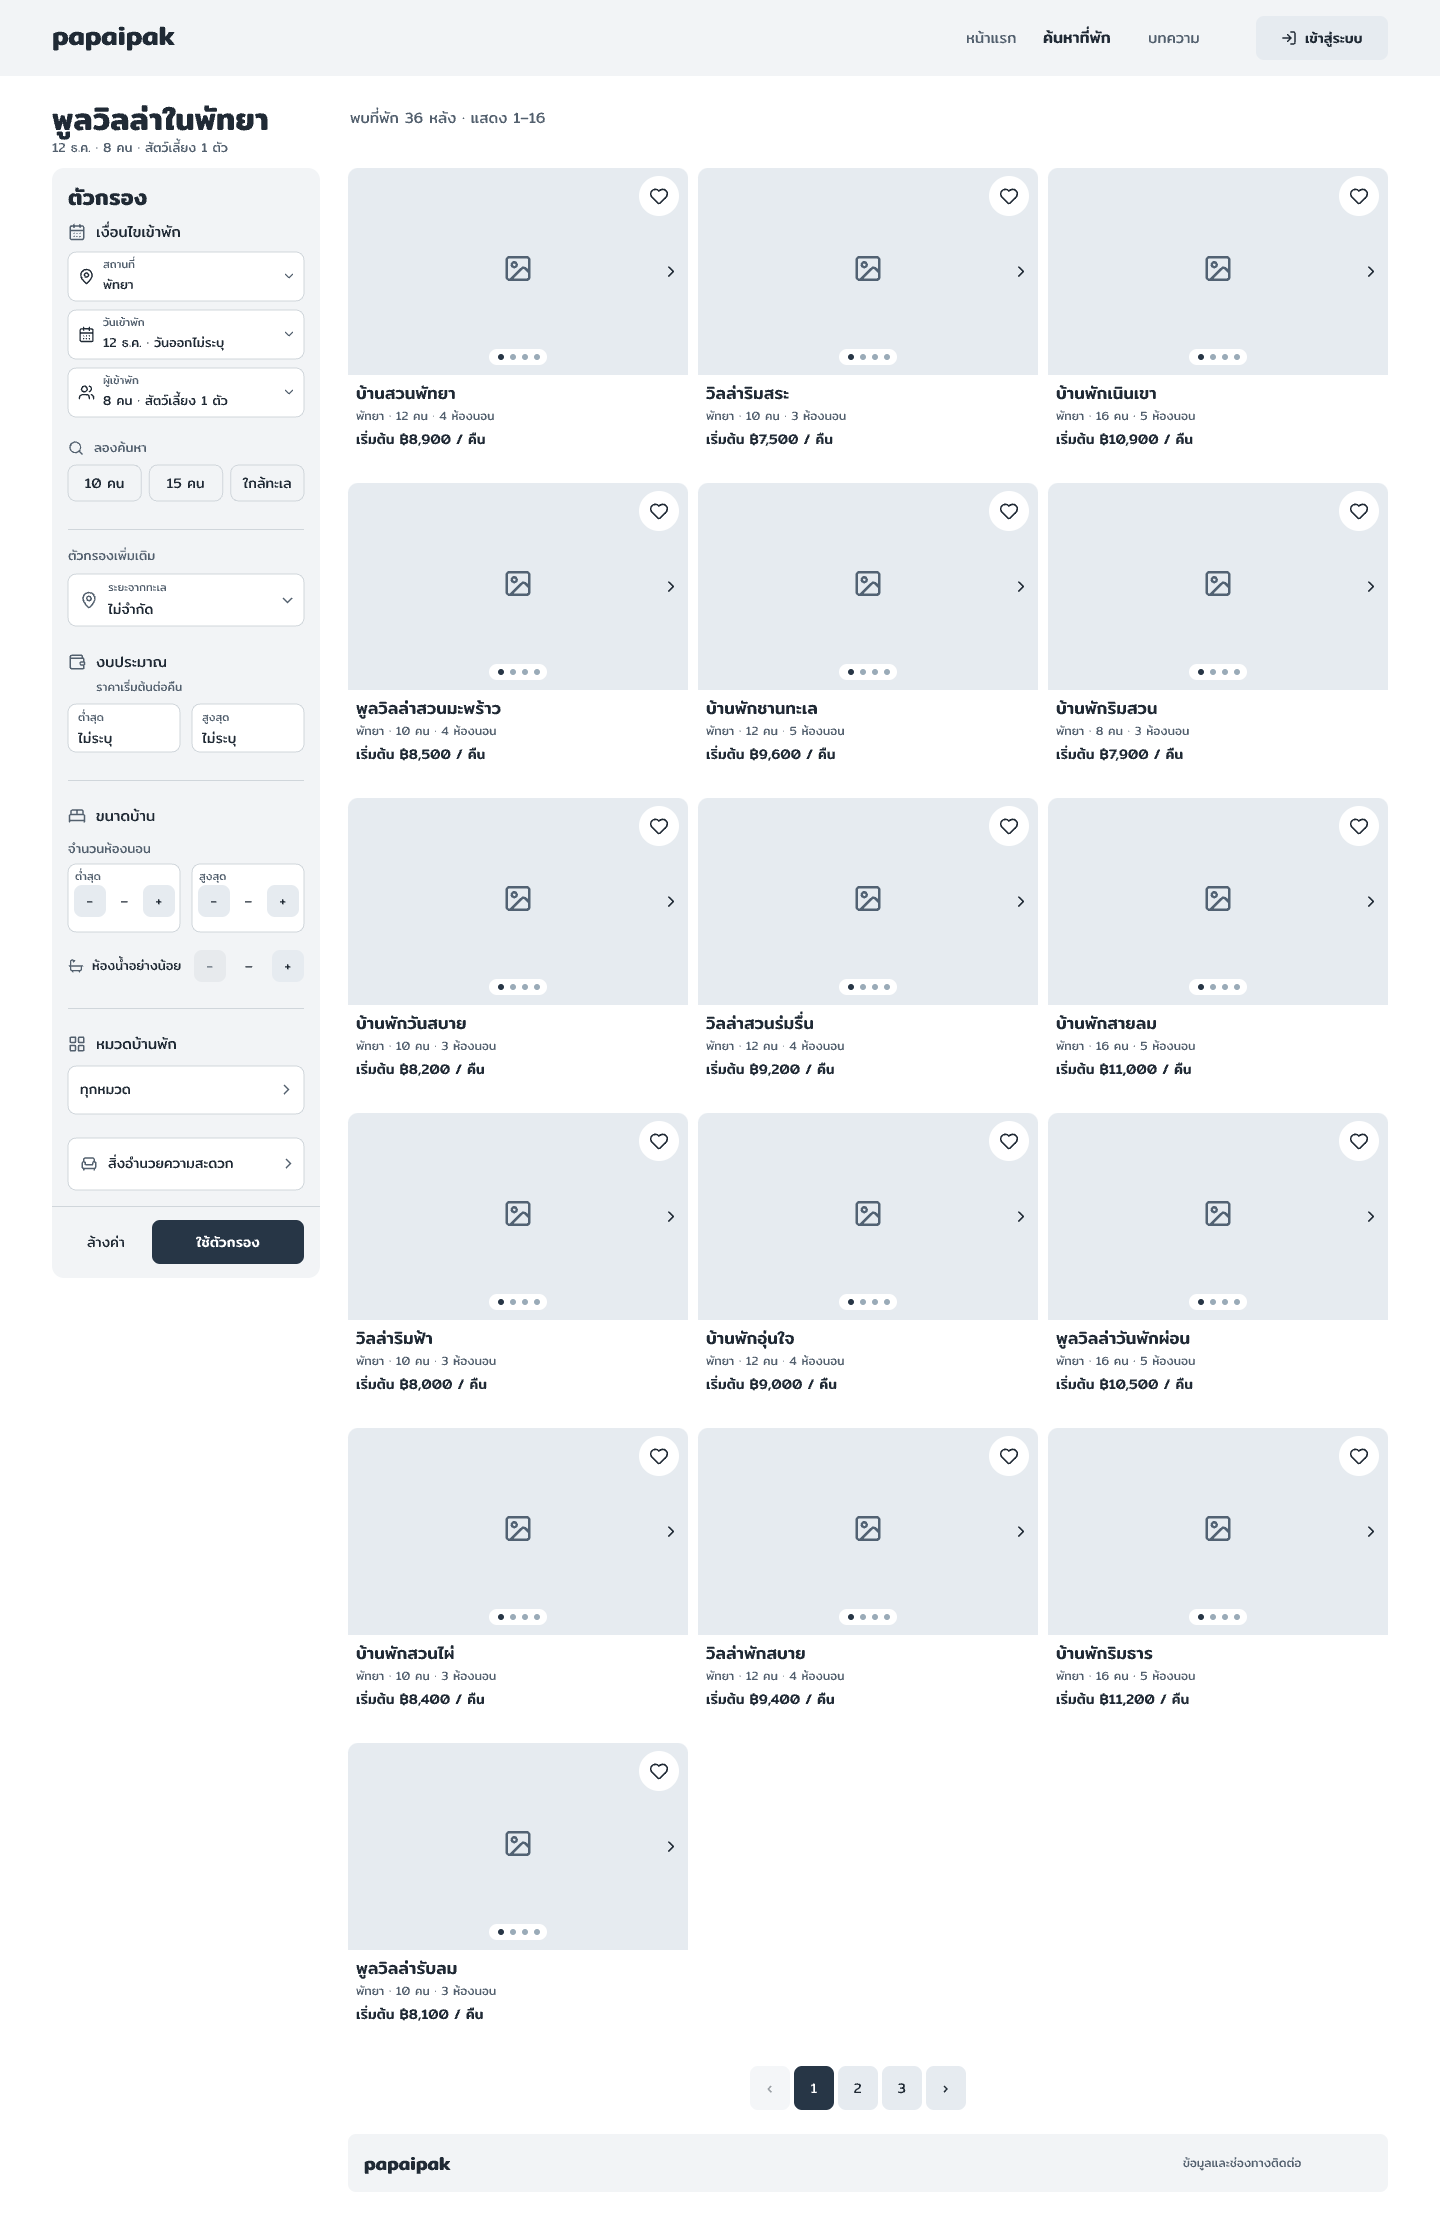 papaipak
หน้าแรก ค้นหาที่พัก บทความ เข้าสู่ระบบ
พูลวิลล่าในพัทยา
12 ธ.ค. · 8 คน · สัตว์เลี้ยง 1 ตัว
พบที่พัก 36 หลัง · แสดง 1–16
ตัวกรอง
เงื่อนไขเข้าพัก
สถานที่
พัทยา
วันเข้าพัก
12 ธ.ค. · วันออกไม่ระบุ
ผู้เข้าพัก
8 คน · สัตว์เลี้ยง 1 ตัว
ลองค้นหา
10 คน 15 คน ใกล้ทะเล
ตัวกรองเพิ่มเติม
ระยะจากทะเล
ไม่จำกัด
งบประมาณ
ราคาเริ่มต้นต่อคืน
ต่ำสุด สูงสุด
ไม่ระบุ ไม่ระบุ
ขนาดบ้าน
จำนวนห้องนอน
ต่ำสุด สูงสุด
- – + - – +
ห้องน้ำอย่างน้อย - – +
หมวดบ้านพัก
ทุกหมวด
สิ่งอำนวยความสะดวก
ล้างค่า ใช้ตัวกรอง
บ้านสวนพัทยา
พัทยา · 12 คน · 4 ห้องนอน
เริ่มต้น ฿8,900 / คืน
วิลล่าริมสระ
พัทยา · 10 คน · 3 ห้องนอน
เริ่มต้น ฿7,500 / คืน
บ้านพักเนินเขา
พัทยา · 16 คน · 5 ห้องนอน
เริ่มต้น ฿10,900 / คืน
พูลวิลล่าสวนมะพร้าว
พัทยา · 10 คน · 4 ห้องนอน
เริ่มต้น ฿8,500 / คืน
บ้านพักชานทะเล
พัทยา · 12 คน · 5 ห้องนอน
เริ่มต้น ฿9,600 / คืน
บ้านพักริมสวน
พัทยา · 8 คน · 3 ห้องนอน
เริ่มต้น ฿7,900 / คืน
บ้านพักวันสบาย
พัทยา · 10 คน · 3 ห้องนอน
เริ่มต้น ฿8,200 / คืน
วิลล่าสวนร่มรื่น
พัทยา · 12 คน · 4 ห้องนอน
เริ่มต้น ฿9,200 / คืน
บ้านพักสายลม
พัทยา · 16 คน · 5 ห้องนอน
เริ่มต้น ฿11,000 / คืน
วิลล่าริมฟ้า
พัทยา · 10 คน · 3 ห้องนอน
เริ่มต้น ฿8,000 / คืน
บ้านพักอุ่นใจ
พัทยา · 12 คน · 4 ห้องนอน
เริ่มต้น ฿9,000 / คืน
พูลวิลล่าวันพักผ่อน
พัทยา · 16 คน · 5 ห้องนอน
เริ่มต้น ฿10,500 / คืน
บ้านพักสวนไผ่
พัทยา · 10 คน · 3 ห้องนอน
เริ่มต้น ฿8,400 / คืน
วิลล่าพักสบาย
พัทยา · 12 คน · 4 ห้องนอน
เริ่มต้น ฿9,400 / คืน
บ้านพักริมธาร
พัทยา · 16 คน · 5 ห้องนอน
เริ่มต้น ฿11,200 / คืน
พูลวิลล่ารับลม
พัทยา · 10 คน · 3 ห้องนอน
เริ่มต้น ฿8,100 / คืน
‹ 1 2 3 ›
papaipak
ข้อมูลและช่องทางติดต่อ